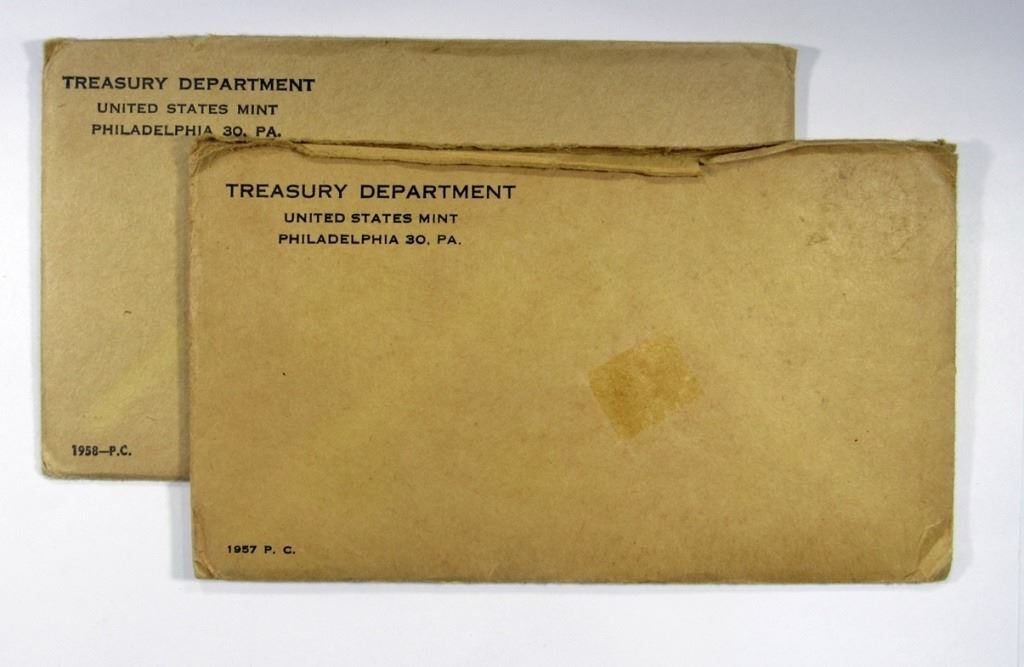 TREASURY DEPARTMENT
UNITED STATES MINT
PHILADELPHIA 30, PA.
1958—P.C.
TREASURY DEPARTMENT
UNITED STATES MINT
PHILADELPHIA 30, PA.
1957 P. C.